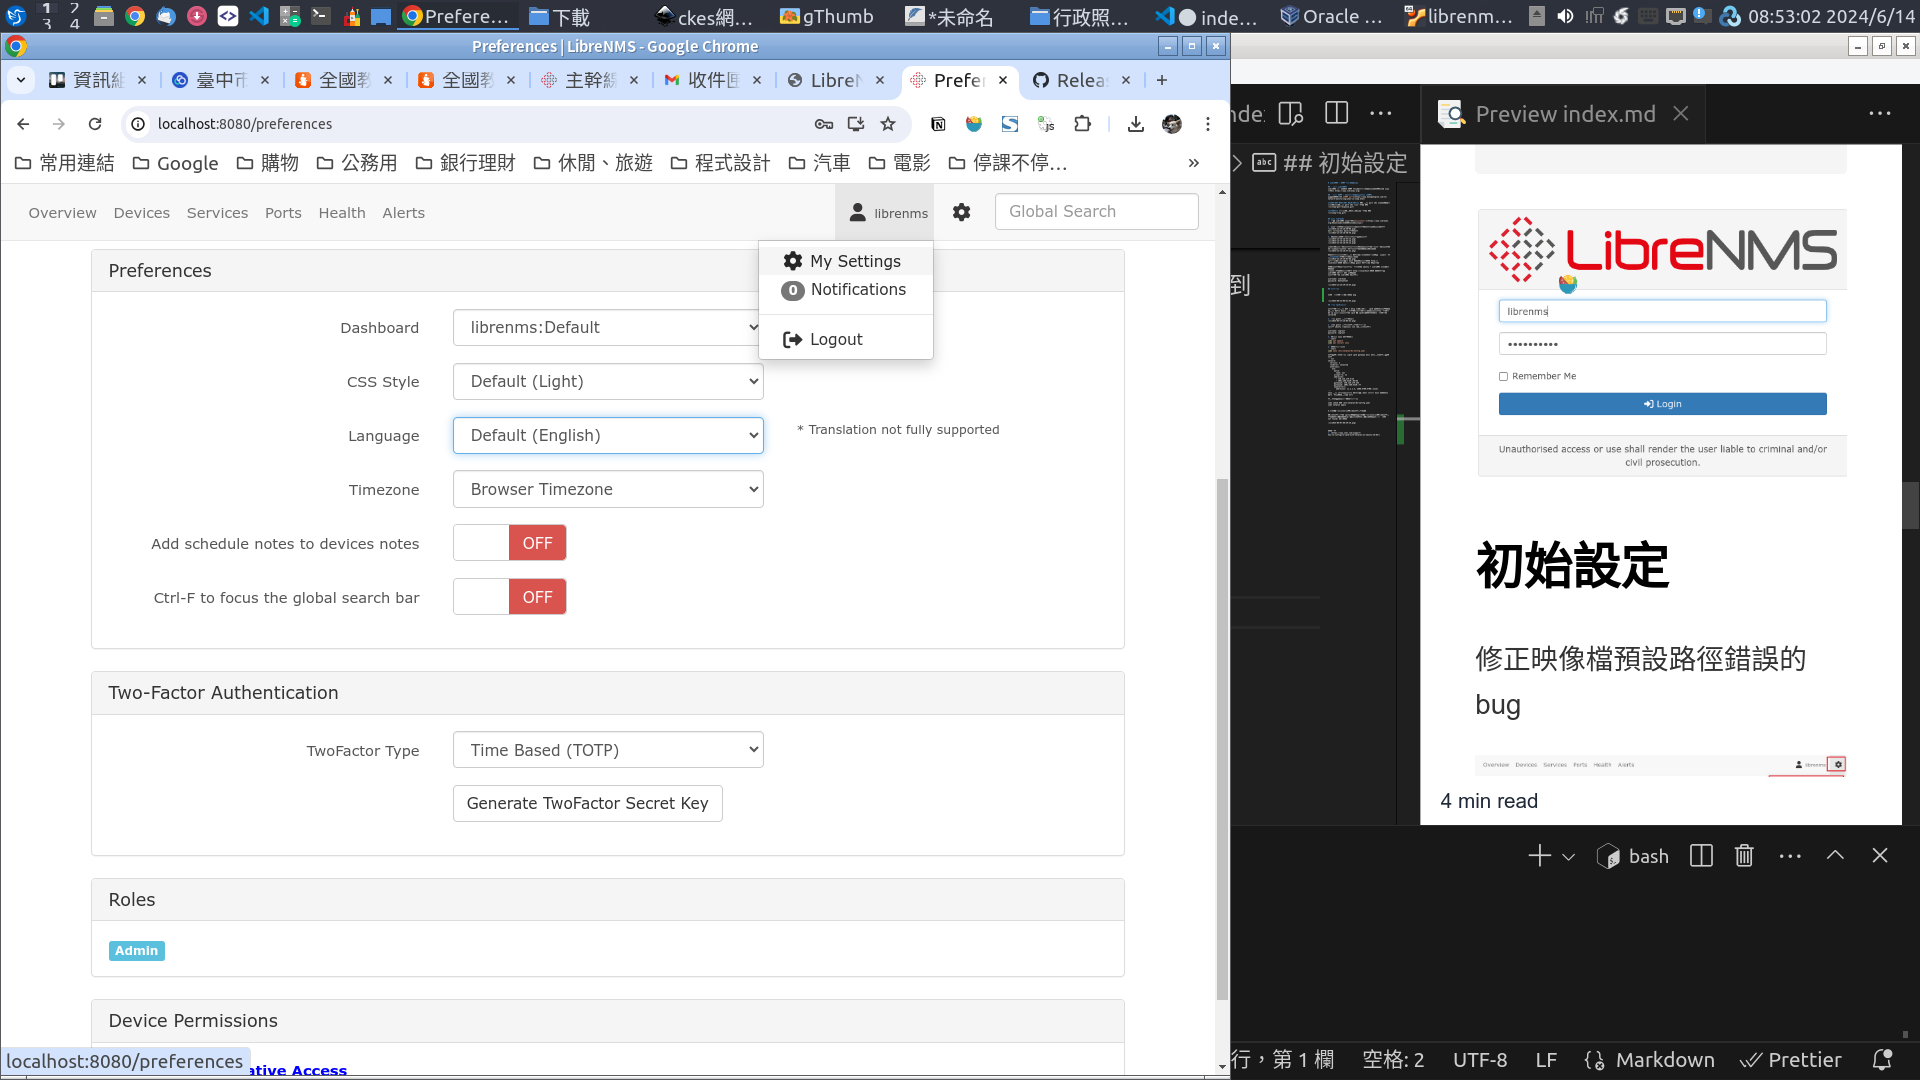 1 2
3 4
Prefere...
下載
ckes網...
gThumb
*未命名
行政照...
inde...
Oracle ...
librenm...
08:53:02 2024/6/14
Preferences | LibreNMS - Google Chrome
資訊組
臺中市
全國教
全國教
主幹線
收件匣
LibreN
Prefer
Releas
localhost:8080/preferences
常用連結
Google
購物
公務用
銀行理財
休閒、旅遊
程式設計
汽車
電影
停課不停...
»
Overview Devices Services Ports Health Alerts
librenms
Global Search
My Settings
0 Notifications
Logout
Preferences
Dashboard librenms:Default
CSS Style Default (Light)
Language Default (English) * Translation not fully supported
Timezone Browser Timezone
Add schedule notes to devices notes OFF
Ctrl-F to focus the global search bar OFF
Two-Factor Authentication
TwoFactor Type Time Based (TOTP)
Generate TwoFactor Secret Key
Roles
Admin
Device Permissions
ative Access
localhost:8080/preferences
Preview index.md
abc ## 初始設定
到
LibreNMS
librenms
••••••••••
Remember Me
Login
Unauthorised access or use shall render the user liable to criminal and/or
civil prosecution.
初始設定
修正映像檔預設路徑錯誤的
bug
Overview Devices Services Ports Health Alerts librenms
4 min read
bash
行，第 1 欄 空格: 2 UTF-8 LF Markdown Prettier